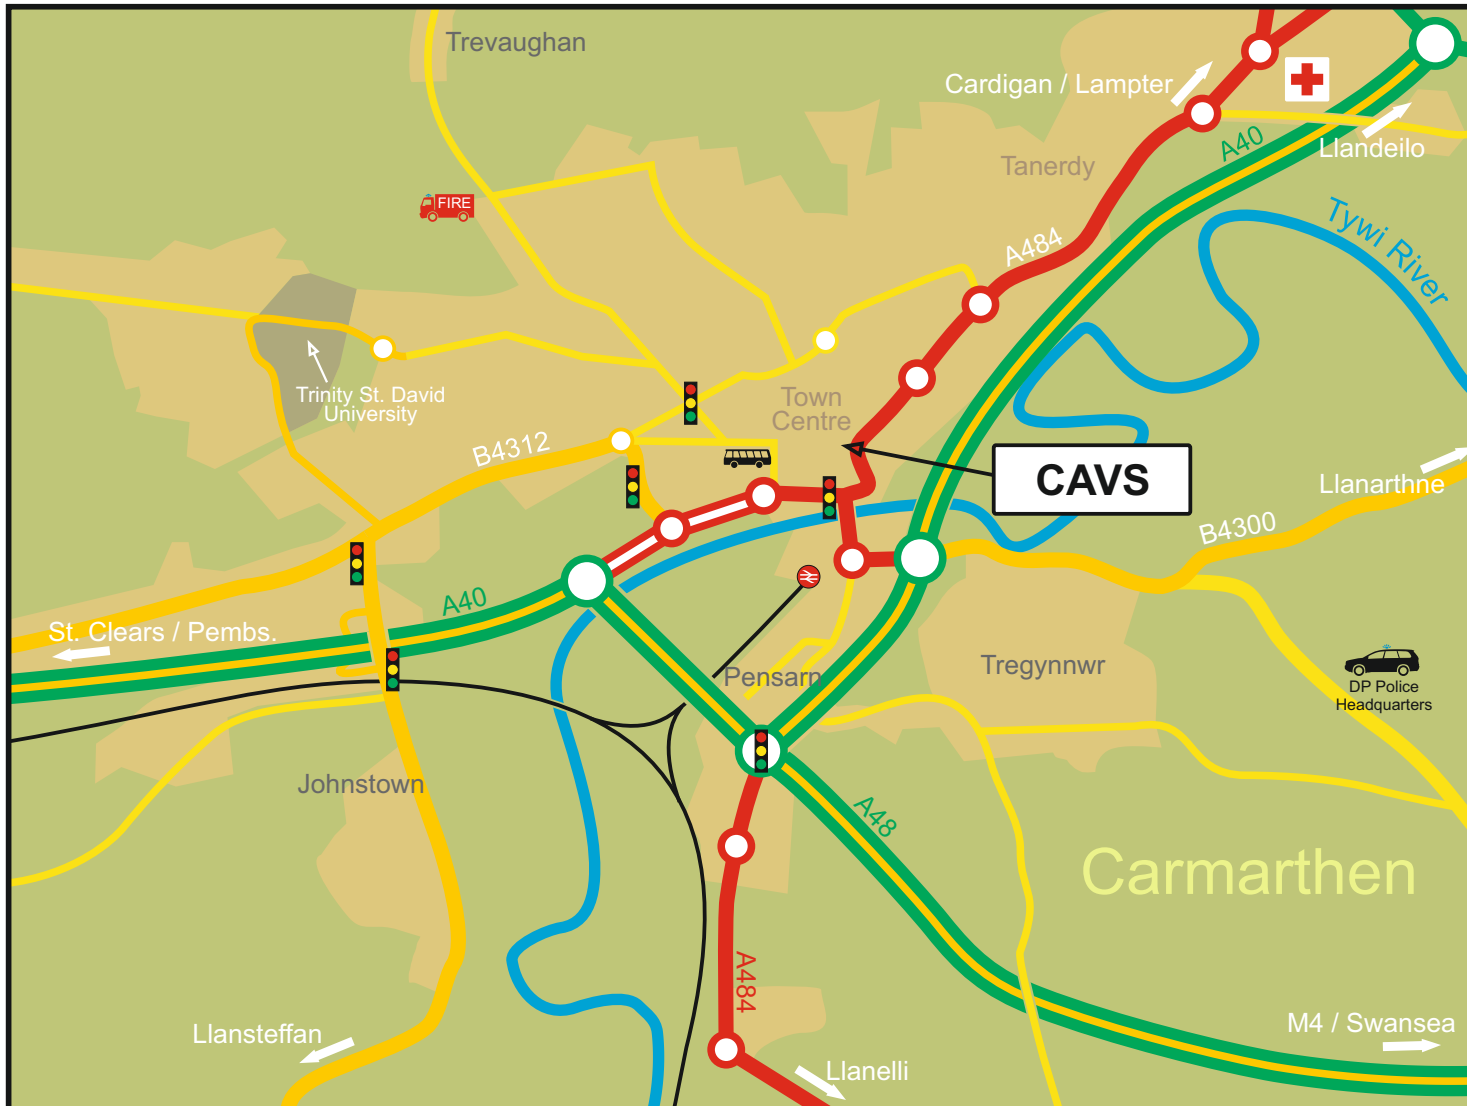 Trevaughan
Cardigan / Lampter
A40
Llandeilo
Tanerdy
FIRE
Tywi River
A484
Trinity St. David
University
Town
Centre
B4312
CAVS
Llanarthne
B4300
A40
St. Clears / Pembs.
Pensarn
Tregynnwr
DP Police
Headquarters
Johnstown
A48
Carmarthen
A484
Llansteffan
M4 / Swansea
Llanelli